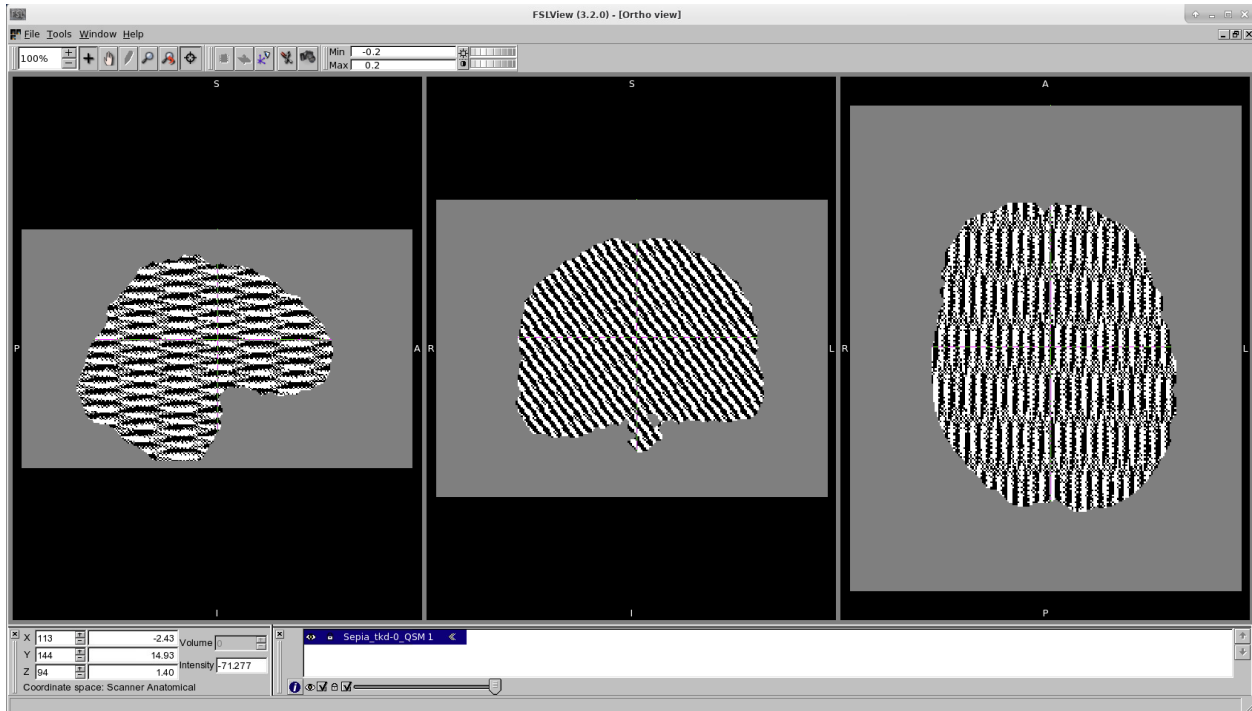 FSLView (3.2.0) - [Ortho view]
File Tools Window Help
100%
Min -0.2
Max 0.2
S
S
A
P
A
R
L
R
L
I
I
P
X 113 -2.43 Volume 0
Y 144 14.93
Intensity -71.277
Z 94 1.40
Coordinate space: Scanner Anatomical
Sepia_tkd-0_QSM 1